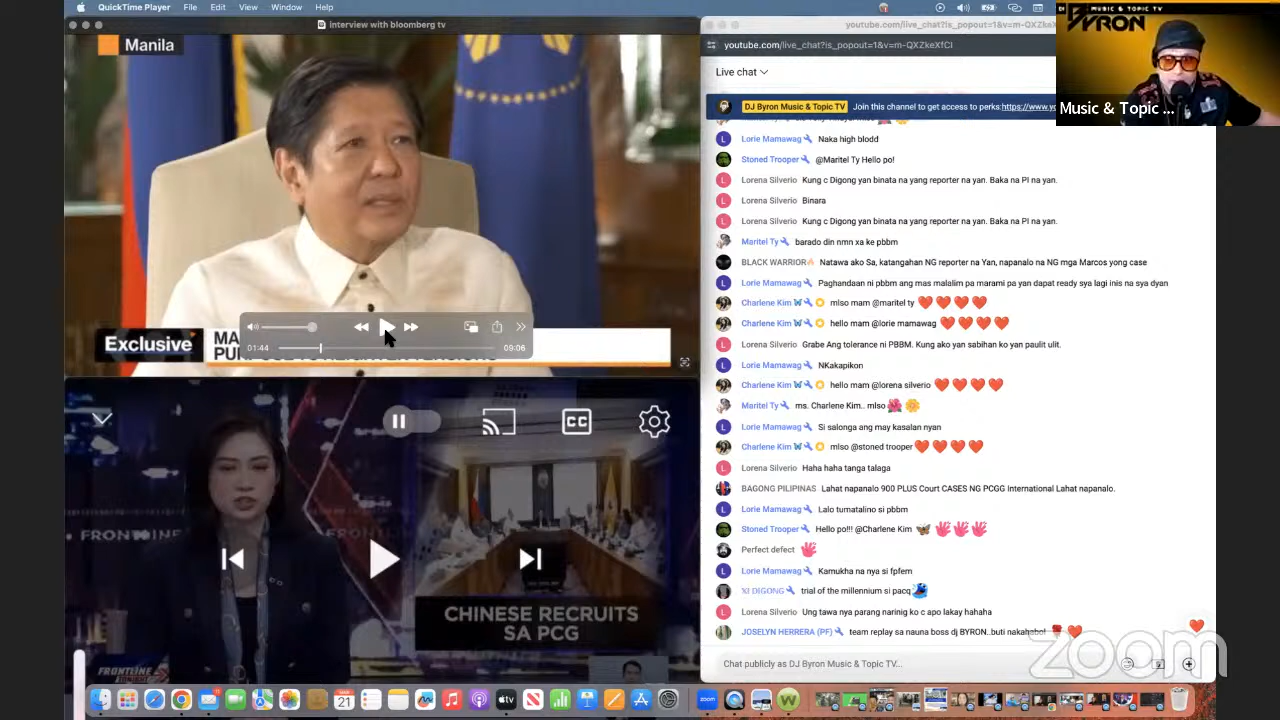 QuickTime Player File Edit View Window Help
interview with bloomberg tv
Manila
Exclusive
01:44
09:06
FRONTLINE
CHINESE RECRUITS
SA PCG
FRONTLINE
CC
youtube.com/live_chat?is_popout=1&v=m-QXZkeXfCI
Live chat
DJ Byron Music & Topic TV Join this channel to get access to perks:
Lorie Mamawag Naka high blodd
Stoned Trooper @Maritel Ty Hello po!
Lorena Silverio Kung c Digong yan binata na yang reporter na yan. Baka na PI na yan.
Lorena Silverio Binara
Lorena Silverio Kung c Digong yan binata na yang reporter na yan. Baka na PI na yan.
Maritel Ty barado din nmn xa ke pbbm
BLACK WARRIOR🔥 Natawa ako Sa, katangahan NG reporter na Yan, napanalo na NG mga Marcos yong case
Lorie Mamawag Paghandaan ni pbbm ang mas malalim pa marami pa yan dapat ready sya lagi inis na sya dyan
Charlene Kim mlso mam @maritel ty ❤️❤️❤️❤️
Charlene Kim hello mam @lorie mamawag ❤️❤️❤️❤️
Lorena Silverio Grabe Ang tolerance ni PBBM. Kung ako yan sabihan ko yan paulit ulit.
Lorie Mamawag NKakapikon
Charlene Kim hello mam @lorena silverio ❤️❤️❤️❤️
Maritel Ty ms. Charlene Kim.. mlso🌺🌼
Lorie Mamawag Si salonga ang may kasalan nyan
Charlene Kim mlso @stoned trooper❤️❤️❤️❤️
Lorena Silverio Haha haha tanga talaga
BAGONG PILIPINAS Lahat napanalo 900 PLUS Court CASES NG PCGG International Lahat napanalo.
Lorie Mamawag Lalo tumatalino si pbbm
Stoned Trooper Hello po!!! @Charlene Kim
Perfect defect
Lorie Mamawag Kamukha na nya si fpfem
XI DIGONG trial of the millennium si pacq
Lorena Silverio Ung tawa nya parang narinig ko c apo lakay hahaha
JOSELYN HERRERA (PF) team replay sa nauna boss dj BYRON..buti nakahabol
Chat publicly as DJ Byron Music & Topic TV...
MUSIC & TOPIC TV
BYRON
Music & Topic ...
zoom
21
tv
zoom